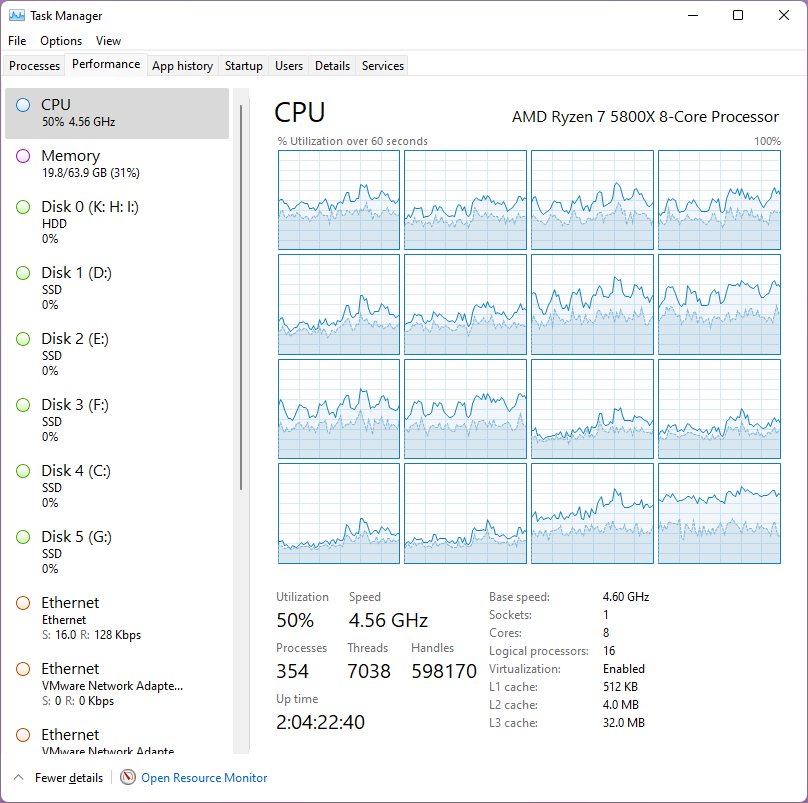 Task Manager
File Options View
Processes Performance App history Startup Users Details Services
CPU
50% 4.56 GHz
Memory
19.8/63.9 GB (31%)
Disk 0 (K: H: I:)
HDD
0%
Disk 1 (D:)
SSD
0%
Disk 2 (E:)
SSD
0%
Disk 3 (F:)
SSD
0%
Disk 4 (C:)
SSD
0%
Disk 5 (G:)
SSD
0%
Ethernet
Ethernet
S: 16.0 R: 128 Kbps
Ethernet
VMware Network Adapte...
S: 0 R: 0 Kbps
Ethernet
VMware Network Adapte
CPU AMD Ryzen 7 5800X 8-Core Processor
% Utilization over 60 seconds 100%
Utilization Speed
50% 4.56 GHz
Processes Threads Handles
354 7038 598170
Up time
2:04:22:40
Base speed: 4.60 GHz
Sockets: 1
Cores: 8
Logical processors: 16
Virtualization: Enabled
L1 cache: 512 KB
L2 cache: 4.0 MB
L3 cache: 32.0 MB
Fewer details Open Resource Monitor